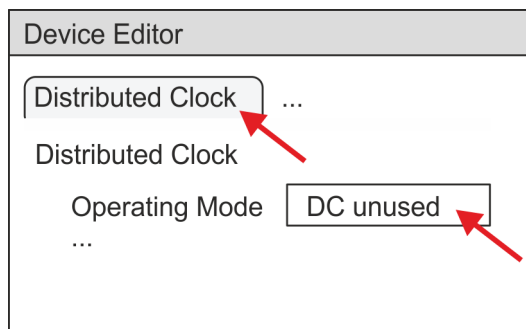 Device Editor
Distributed Clock ...
Distributed Clock
Operating Mode DC unused
...